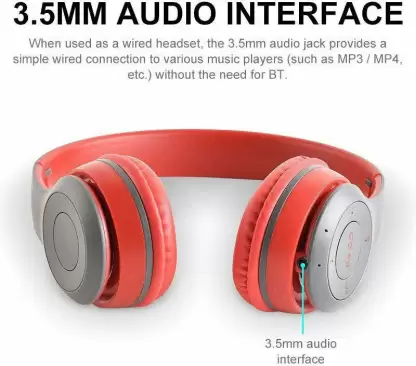 3.5MM AUDIO INTERFACE
When used as a wired headset, the 3.5mm audio jack provides a
simple wired connection to various music players (such as MP3 / MP4,
etc.) without the need for BT.
3.5mm audio
interface